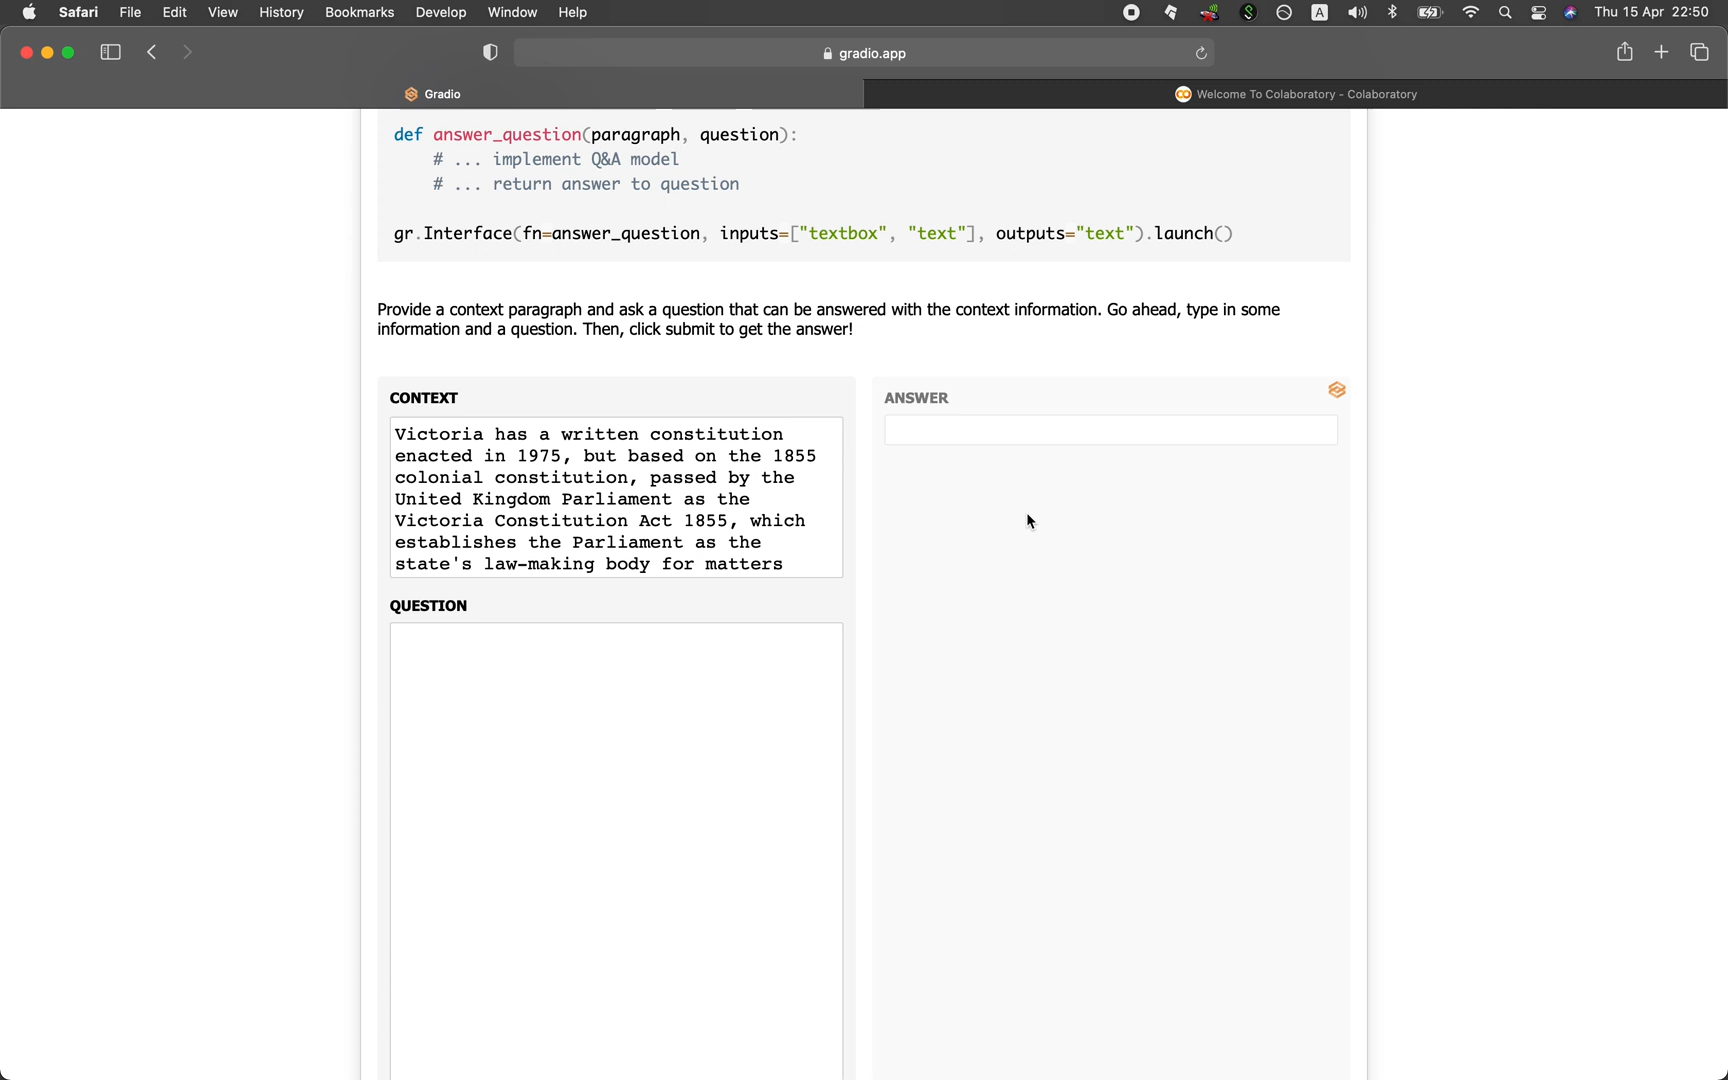 Safari File Edit View History Bookmarks Develop Window Help A Thu 15 Apr 22:50
gradio.app
Gradio Welcome To Colaboratory - Colaboratory
def answer_question(paragraph, question):
# ... implement Q&A model
# ... return answer to question
gr.Interface(fn=answer_question, inputs=["textbox", "text"], outputs="text").launch()
Provide a context paragraph and ask a question that can be answered with the context information. Go ahead, type in some
information and a question. Then, click submit to get the answer!
CONTEXT
Victoria has a written constitution
enacted in 1975, but based on the 1855
colonial constitution, passed by the
United Kingdom Parliament as the
Victoria Constitution Act 1855, which
establishes the Parliament as the
state's law-making body for matters
QUESTION
ANSWER